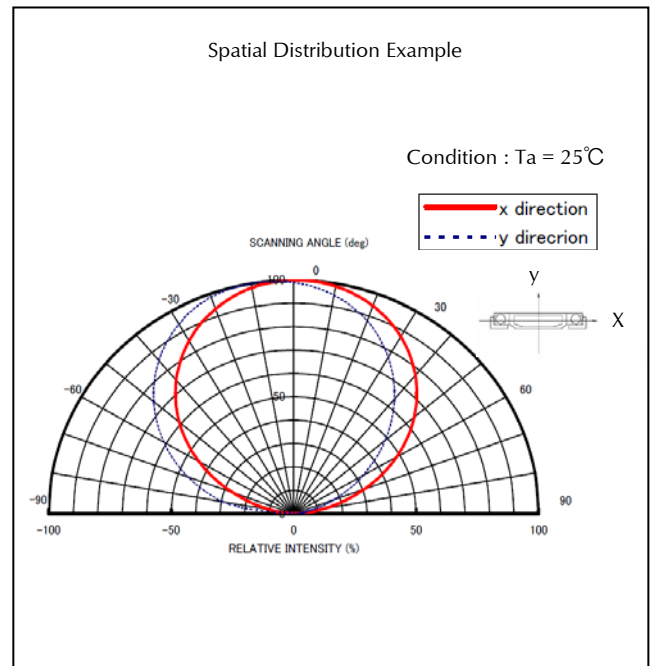 Spatial Distribution Example
Condition : Ta = 25℃
x direction
y direcrion
SCANNING ANGLE (deg)
y
X
100
0
-30
30
-60
50
60
-90
0
90
-100
-50
0
50
100
RELATIVE INTENSITY (%)